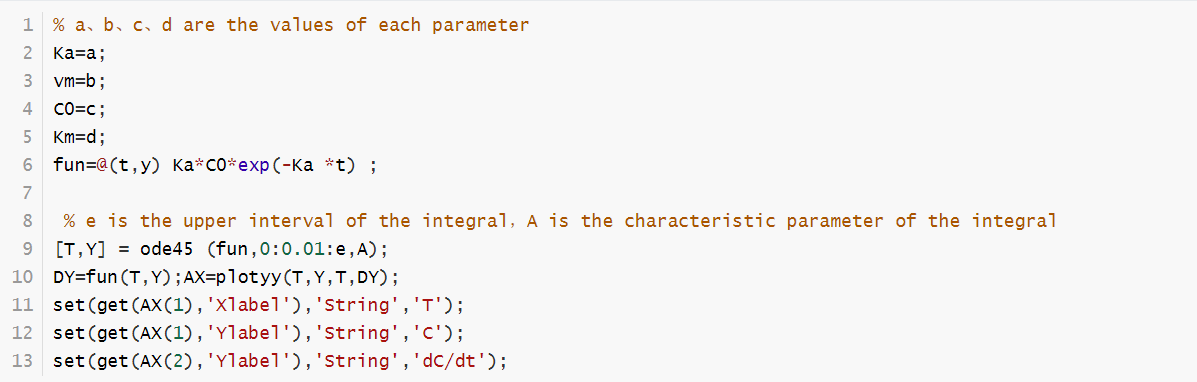 1 % a、b、c、d are the values of each parameter
2 Ka=a;
3 vm=b;
4 C0=c;
5 Km=d;
6 fun=@(t,y) Ka*C0*exp(-Ka *t) ;
7
8 % e is the upper interval of the integral，A is the characteristic parameter of the integral
9 [T,Y] = ode45 (fun,0:0.01:e,A);
10 DY=fun(T,Y);AX=plotyy(T,Y,T,DY);
11 set(get(AX(1),'Xlabel'),'String','T');
12 set(get(AX(1),'Ylabel'),'String','C');
13 set(get(AX(2),'Ylabel'),'String','dC/dt');